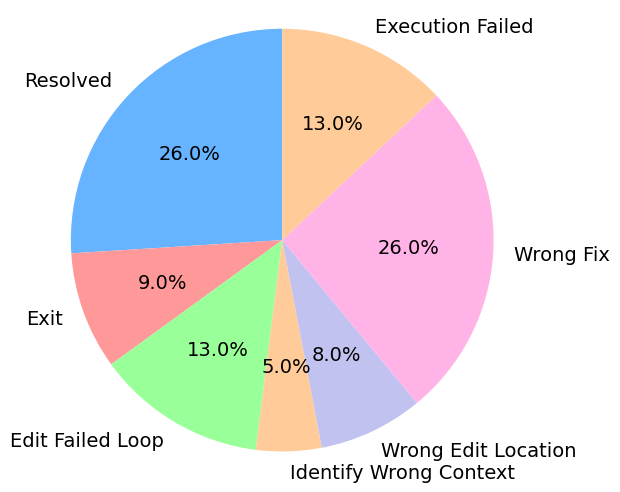 Execution Failed
Resolved
13.0%
26.0%
26.0%
Wrong Fix
9.0%
Exit
13.0%
5.0%
8.0%
Edit Failed Loop
Wrong Edit Location
Identify Wrong Context